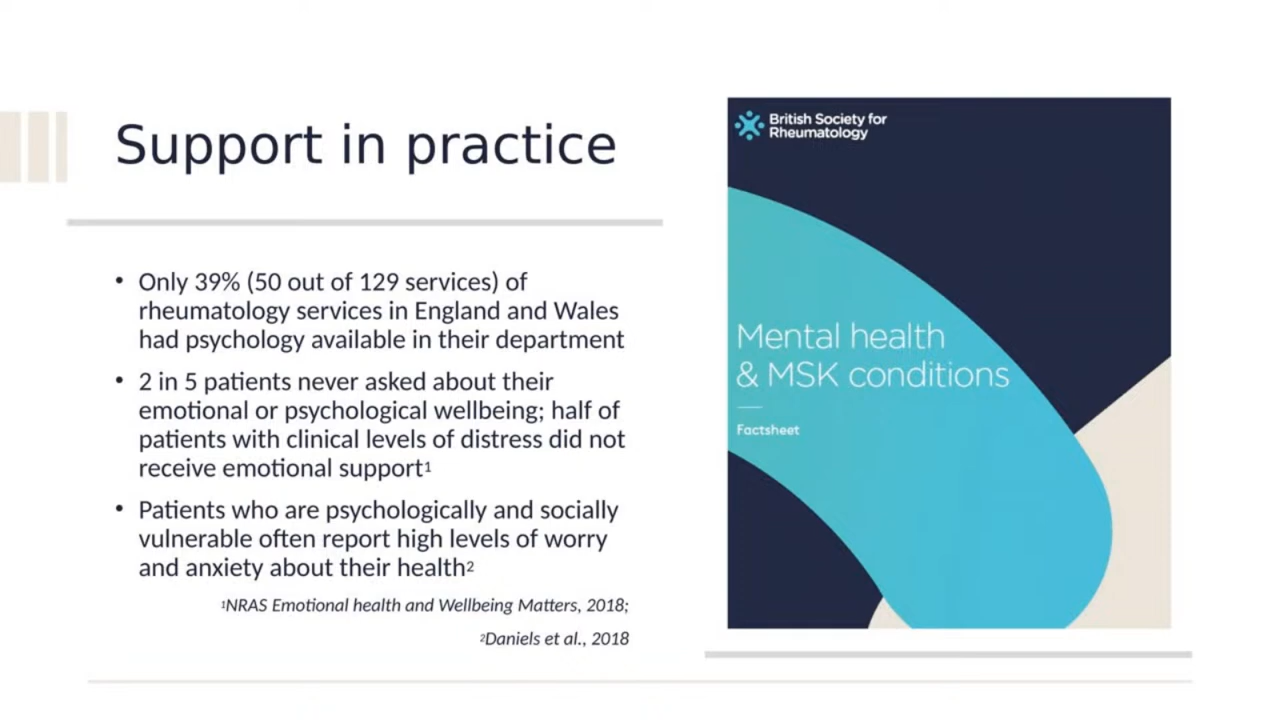 Support in practice
• Only 39% (50 out of 129 services) of
rheumatology services in England and Wales
had psychology available in their department
• 2 in 5 patients never asked about their
emotional or psychological wellbeing; half of
patients with clinical levels of distress did not
receive emotional support1
• Patients who are psychologically and socially
vulnerable often report high levels of worry
and anxiety about their health2
1NRAS Emotional health and Wellbeing Matters, 2018;
2Daniels et al., 2018
British Society for
Rheumatology
Mental health
& MSK conditions
Factsheet